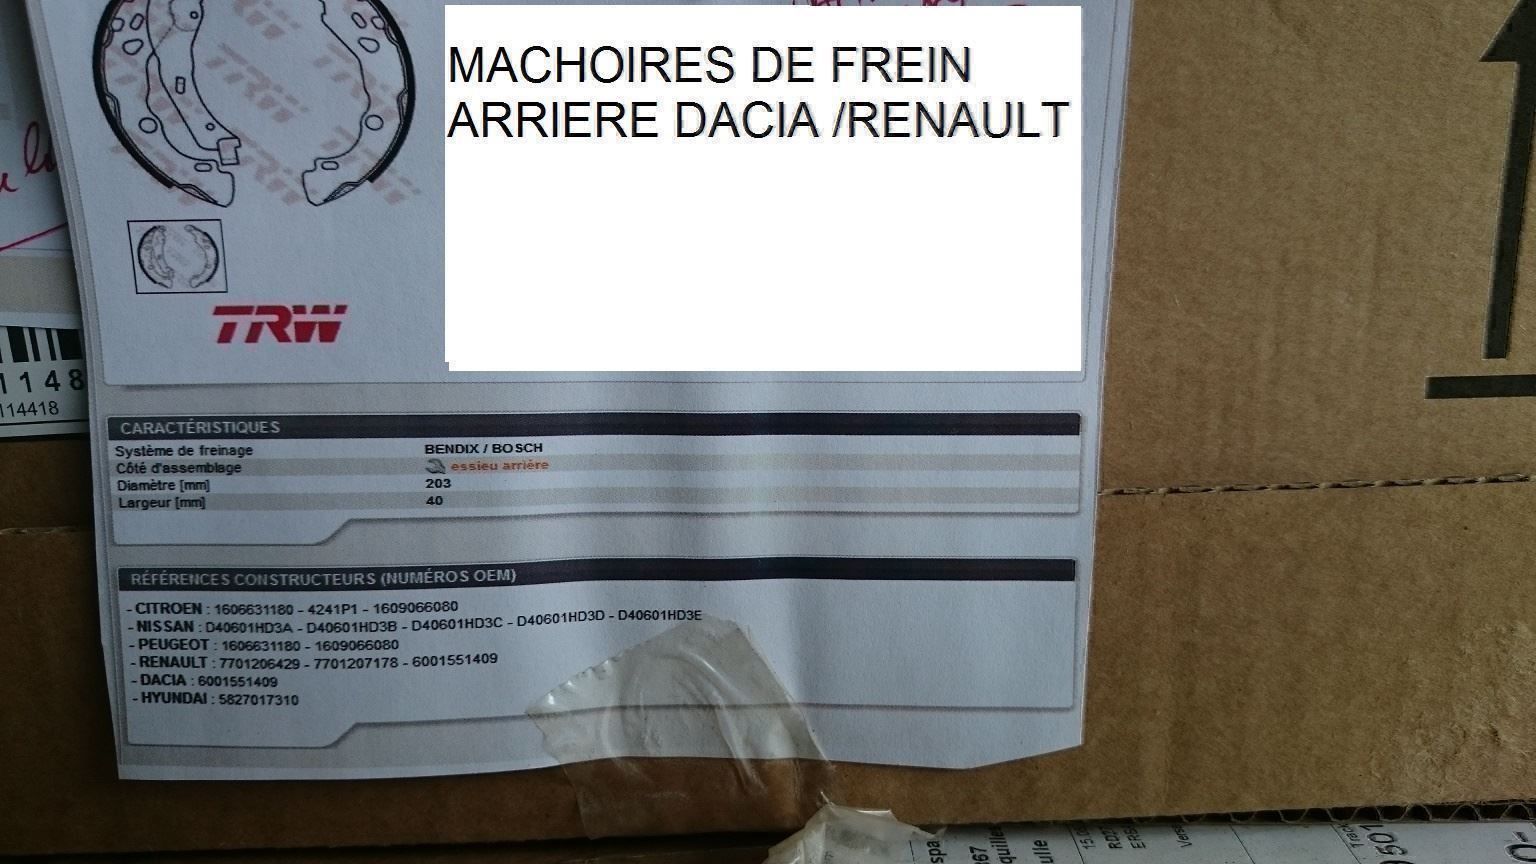 MACHOIRES DE FREIN
ARRIERE DACIA /RENAULT
TRW
1148
114418
CARACTÉRISTIQUES
Système de freinage BENDIX / BOSCH
Côté d'assemblage essieu arrière
Diamètre [mm] 203
Largeur [mm] 40
RÉFÉRENCES CONSTRUCTEURS (NUMÉROS OEM)
- CITROEN : 1606631180 - 4241P1 - 1609066080
- NISSAN : D40601HD3A - D40601HD3B - D40601HD3C - D40601HD3D - D40601HD3E
- PEUGEOT : 1606631180 - 1609066080
- RENAULT : 7701206429 - 7701207178 - 6001551409
- DACIA : 6001551409
- HYUNDAI : 5827017310